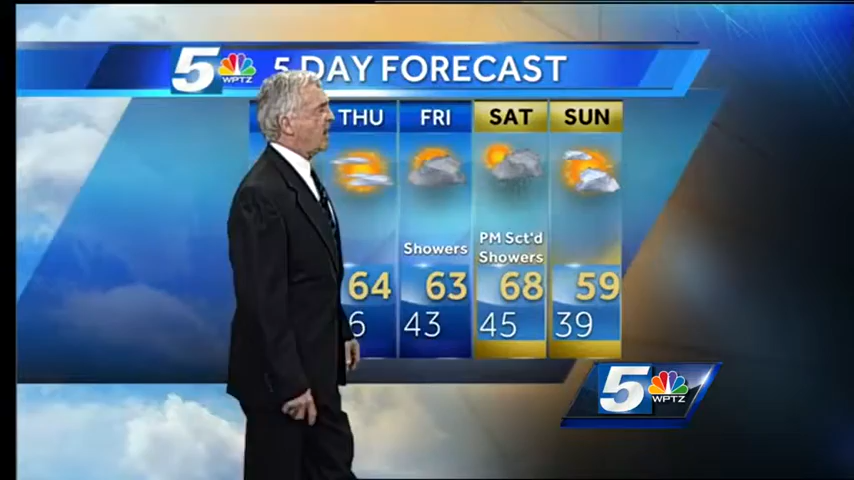 5 WPTZ 5 DAY FORECAST
THU FRI SAT SUN
Showers PM Sct'd Showers
64 63 68 59
6 43 45 39
5 WPTZ